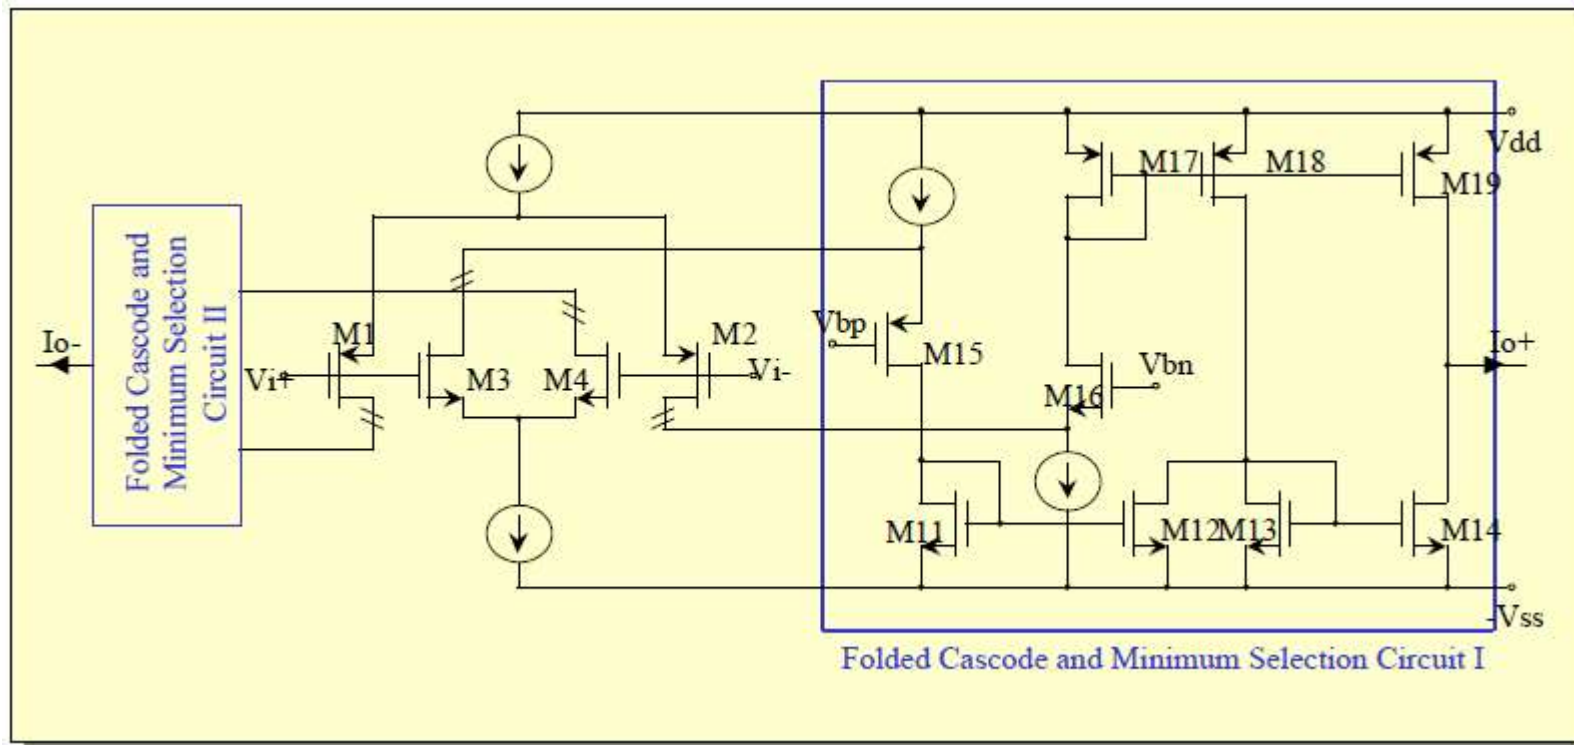 Vdd
M17
M18
M19
Folded Cascode and
Minimum Selection
Circuit II
Io-
M1
M2
Vbp
M15
Io+
Vi+
M3
M4
Vi-
M16
Vbn
M11
M12
M13
M14
-Vss
Folded Cascode and Minimum Selection Circuit I